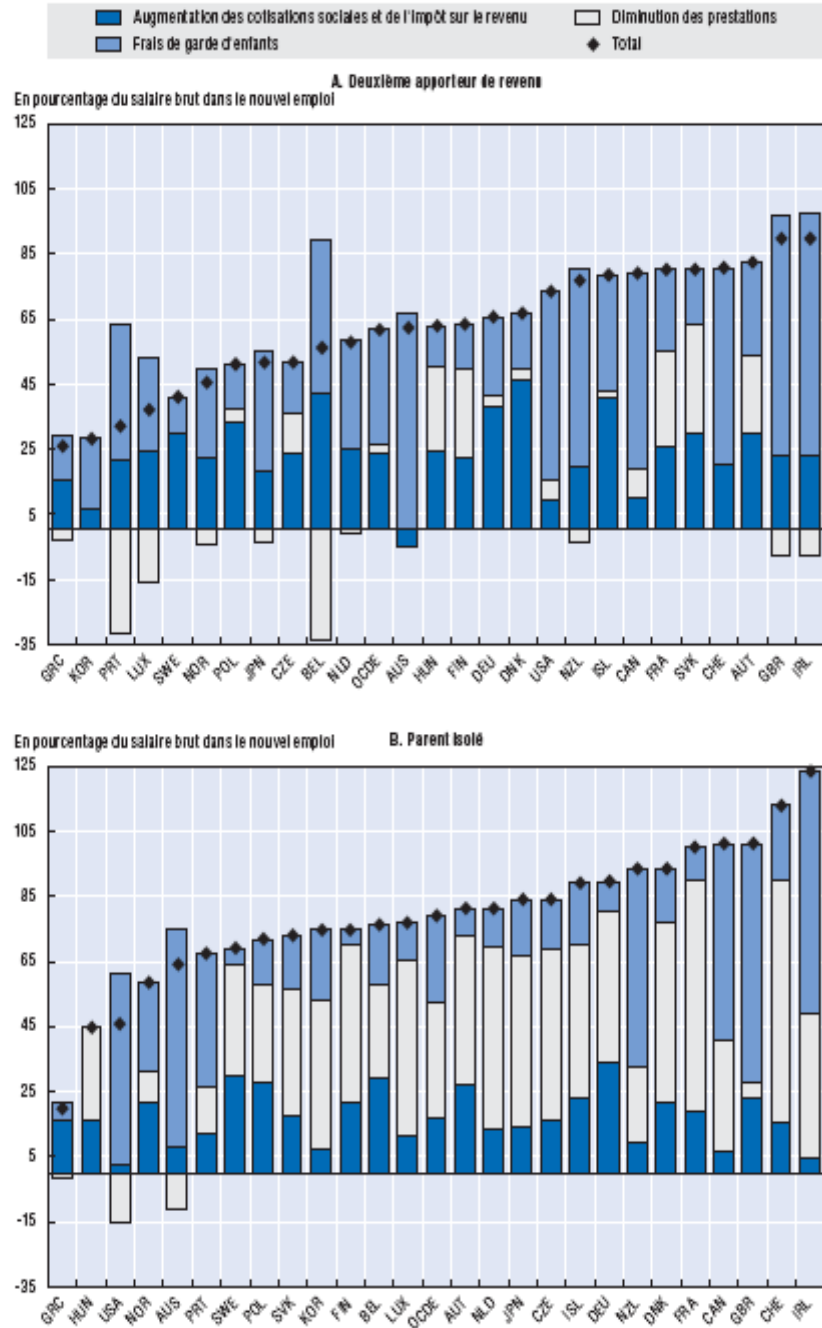 Augmentation des cotisations sociales et de l'impôt sur le revenu
Diminution des prestations
Frais de garde d'enfants
Total
A. Deuxième apporteur de revenu
En pourcentage du salaire brut dans le nouvel emploi
125
105
85
65
45
25
5
-15
-35
GRC KOR PRT LUX SWE NOR POL JPN CZE BEL NLD OCDE AUS HUN FIN DEU DNK USA NZL ISL CAN FRA SVK CHE AUT GBR IRL
En pourcentage du salaire brut dans le nouvel emploi
B. Parent isolé
125
105
85
65
45
25
5
-15
-35
GRC HUN USA NOR AUS PRT SWE POL SVK KOR FIN BEL LUX OCDE AUT NLD JPN CZE ISL DEU NZL DNK FRA CAN GBR CHE IRL